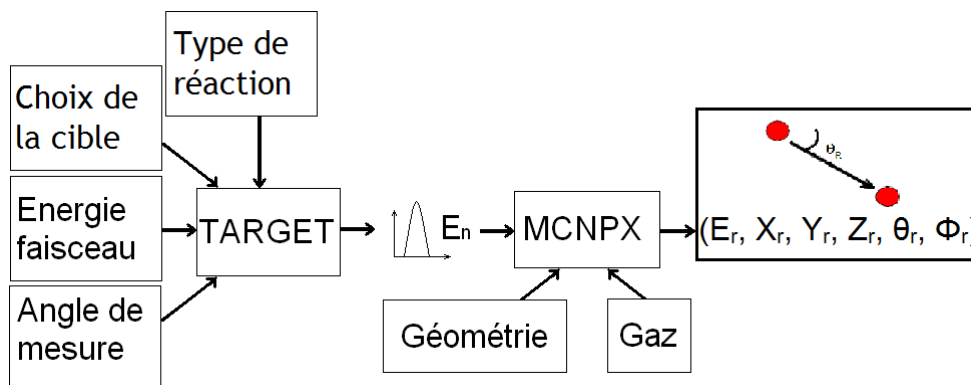 Type de
réaction
Choix de
la cible
Energie
faisceau
Angle de
mesure
TARGET
En
MCNPX
Géométrie
Gaz
θR
(Er, Xr, Yr, Zr, θr, Φr)